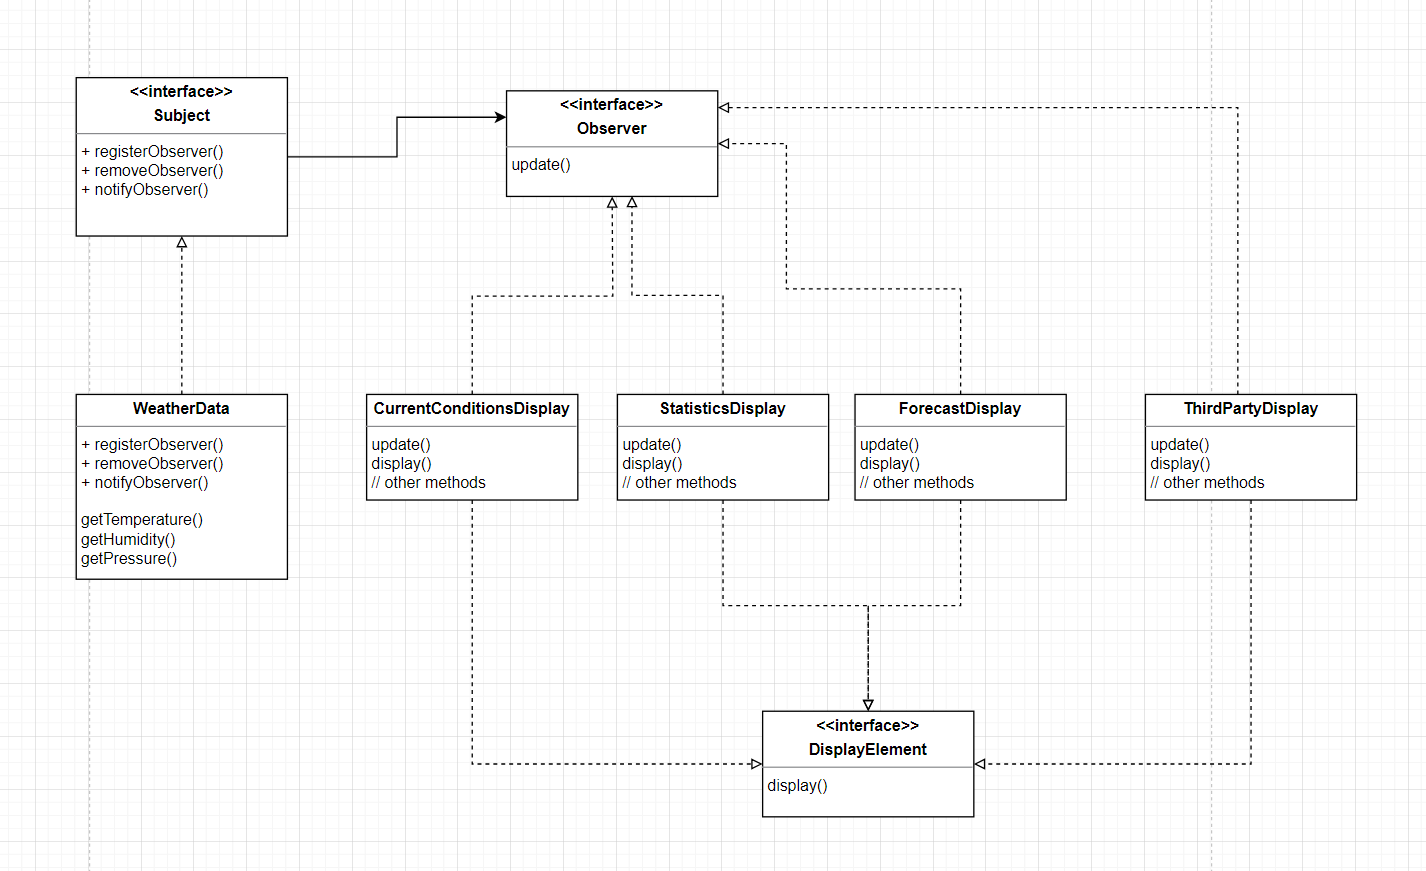 <<interface>>
Subject
+ registerObserver()
+ removeObserver()
+ notifyObserver()
<<interface>>
Observer
update()
WeatherData
+ registerObserver()
+ removeObserver()
+ notifyObserver()
getTemperature()
getHumidity()
getPressure()
CurrentConditionsDisplay
update()
display()
// other methods
StatisticsDisplay
update()
display()
// other methods
ForecastDisplay
update()
display()
// other methods
ThirdPartyDisplay
update()
display()
// other methods
<<interface>>
DisplayElement
display()